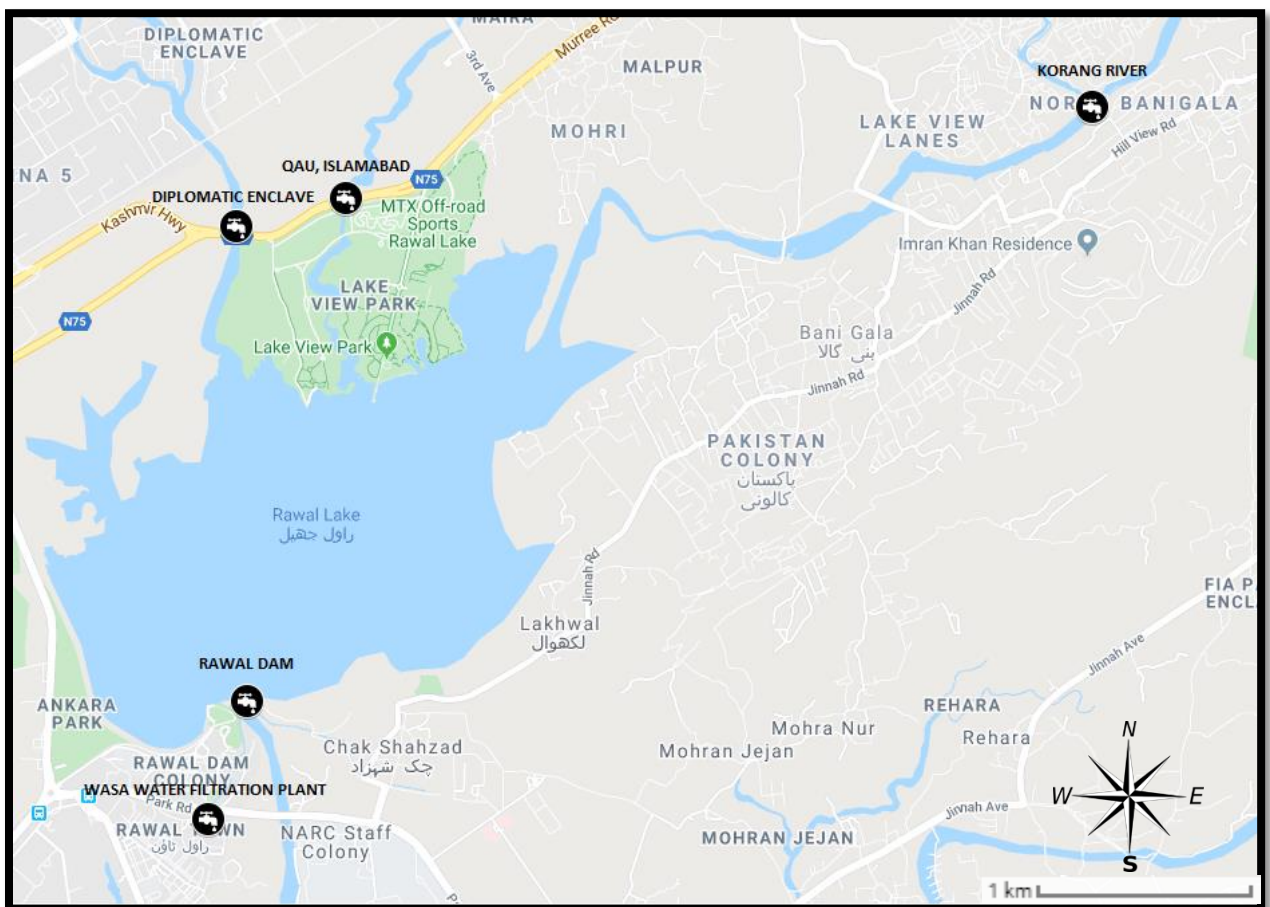 MAIRA
DIPLOMATIC
ENCLAVE
3rd Ave
Murree Rd
MALPUR
KORANG RIVER
BANIGALA
MOHRI
LAKE VIEW
LANES
Hill View Rd
QAU, ISLAMABAD
NA 5
N75
DIPLOMATIC ENCLAVE
Kashmir Hwy
MTX Off-road
Sports
Rawal Lake
Imran Khan Residence
LAKE
VIEW PARK
Jinnah Rd
N75
Lake View Park
Bani Gala
بنی گالا
Jinnah Rd
PAKISTAN
COLONY
پاکستان
کالونی
Rawal Lake
راول جھیل
Jinnah Rd
FIA P
ENCL
Lakhwal
لکھوال
Jinnah Ave
RAWAL DAM
ANKARA
PARK
REHARA
Rehara
Mohra Nur
Mohran Jejan
Chak Shahzad
چک شہزاد
RAWAL DAM
COLONY
WASA WATER FILTRATION PLANT
Park Rd
RAWAL
راول ٹاؤن
NARC Staff
Colony
MOHRAN JEJAN
Jinnah Ave
N
W
E
S
1 km